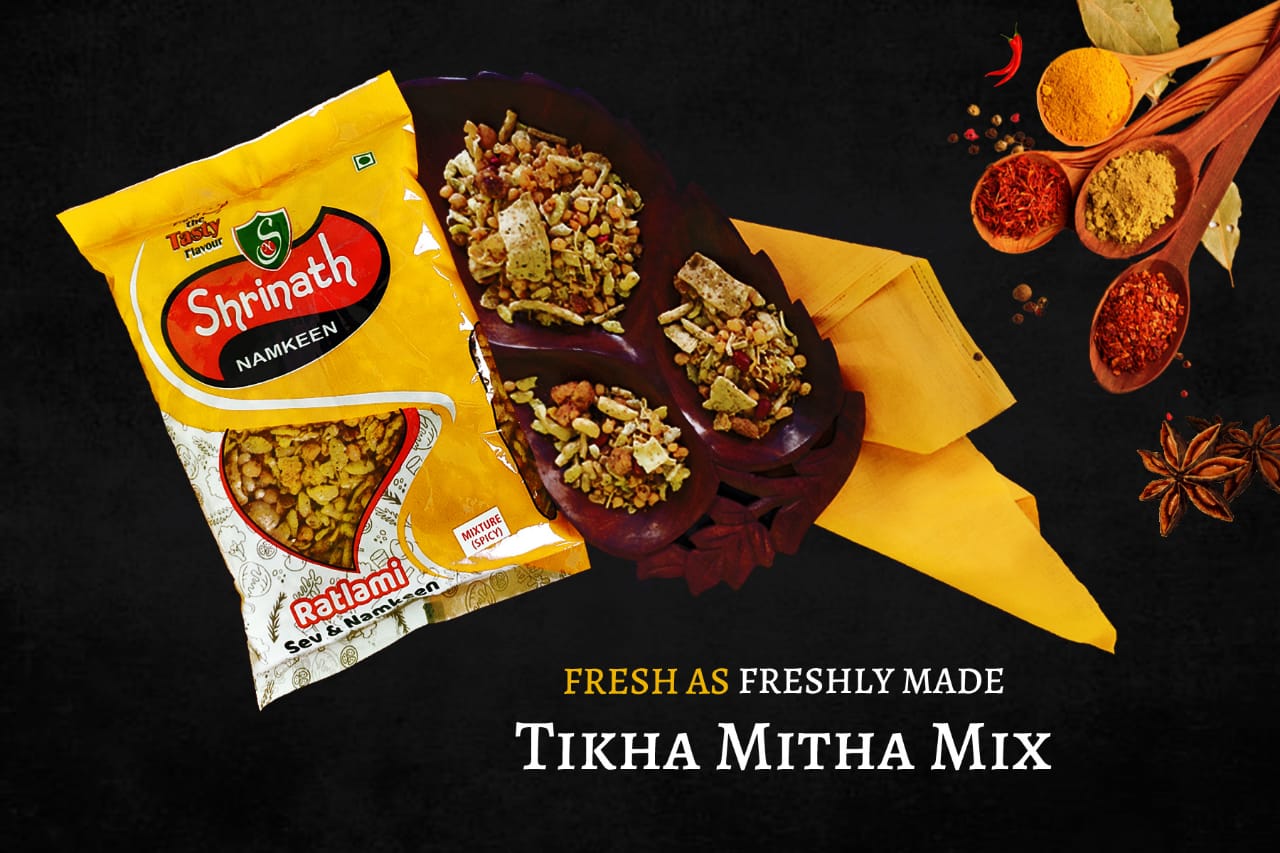 the
Tasty
Flavour
S
&
Shrinath
NAMKEEN
MIXTURE
(SPICY)
Ratlami
Sev & Namkeen
FRESH AS FRESHLY MADE
Tikha Mitha Mix